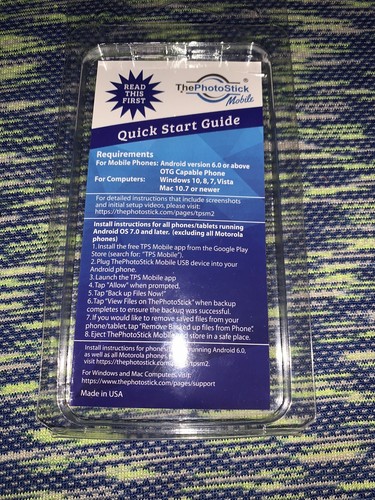 READ
THIS
FIRST
ThePhotoStick®
Mobile
Quick Start Guide
Requirements
For Mobile Phones: Android version 6.0 or above
OTG Capable Phone
For Computers: Windows 10, 8, 7, Vista
Mac 10.7 or newer
For detailed instructions that include screenshots
and initial setup videos, please visit:
https://thephotostick.com/pages/tpsm2
Install instructions for all phones/tablets running
Android OS 7.0 and later. (excluding all Motorola
phones)
1. Install the free TPS Mobile app from the Google Play
Store (search for: "TPS Mobile").
2. Plug ThePhotoStick Mobile USB device into your
Android phone.
3. Launch the TPS Mobile app
4. Tap "Allow" when prompted.
5. Tap "Back up Files Now!"
6. Tap "View Files on ThePhotoStick" when backup
completes to ensure the backup was successful.
7. If you would like to remove saved files from your
phone/tablet, tap "Remove Backed up files from Phone".
8. Eject ThePhotoStick Mobile and store in a safe place.
Install instructions for phones running Android 6.0,
as well as all Motorola phones
visit https://thephotostick.com/pages/tpsm2.
For Windows and Mac Computers, visit:
https://www.thephotostick.com/pages/support
Made in USA